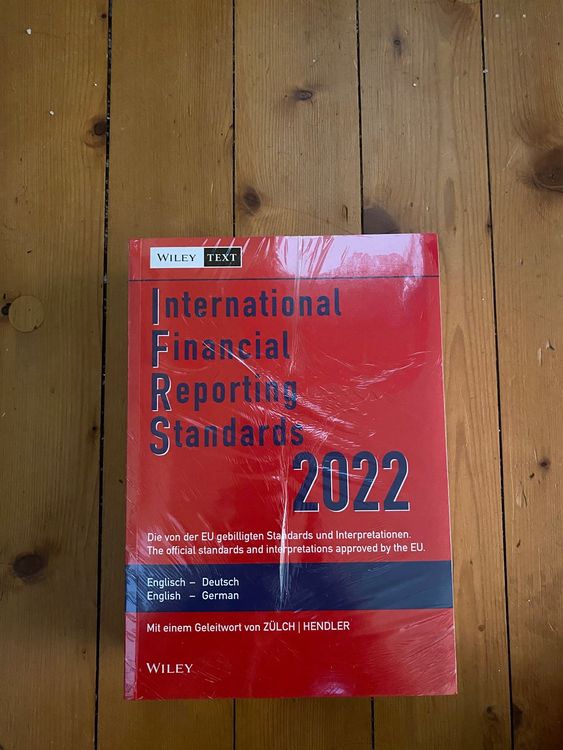 WILEY TEXT
International
Financial
Reporting
Standards
2022
Die von der EU gebilligten Standards und Interpretationen.
The official standards and interpretations approved by the EU.
Englisch – Deutsch
English – German
Mit einem Geleitwort von ZÜLCH | HENDLER
WILEY